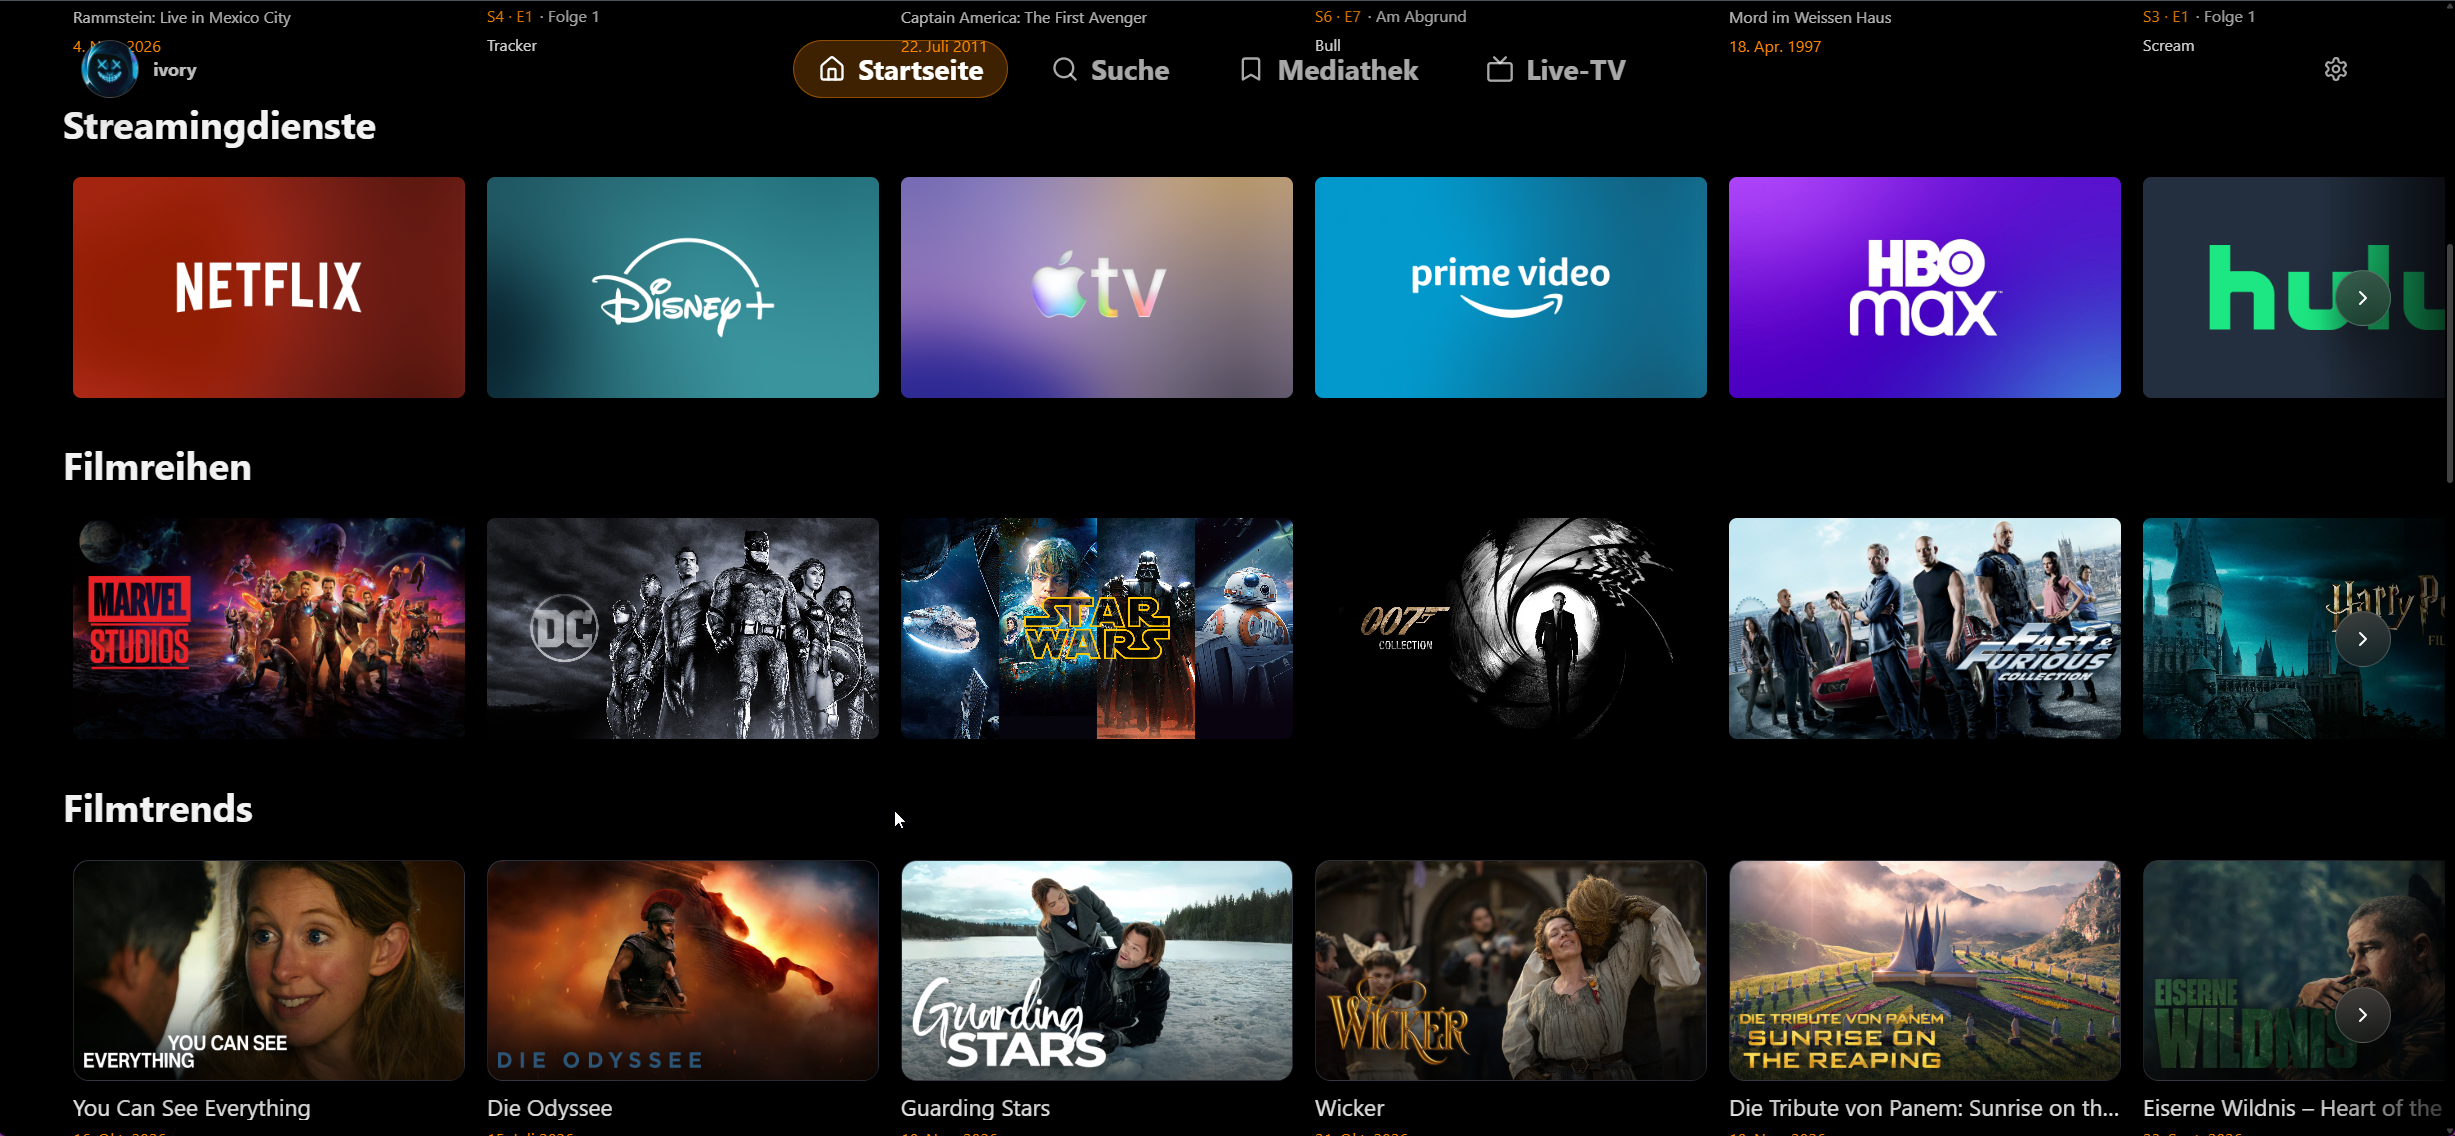 Rammstein: Live in Mexico City
S4 · E1 · Folge 1
Captain America: The First Avenger
S6 · E7 · Am Abgrund
Mord im Weissen Haus
S3 · E1 · Folge 1
Tracker
22. Juli 2011
Bull
18. Apr. 1997
Scream
ivory
Startseite
Suche
Mediathek
Live-TV
Streamingdienste
NETFLIX
Disney+
tv
prime video
HBO
max
hulu
Filmreihen
MARVEL
STUDIOS
DC
STAR
WARS
007
COLLECTION
FAST &
FURIOUS
COLLECTION
Harry
Filmtrends
YOU CAN SEE
EVERYTHING
DIE ODYSSEE
Guarding
STARS
WICKER
DIE TRIBUTE VON PANEM
SUNRISE ON
THE REAPING
EISERNE
WILDNIS
You Can See Everything
Die Odyssee
Guarding Stars
Wicker
Die Tribute von Panem: Sunrise on th...
Eiserne Wildnis – Heart of the